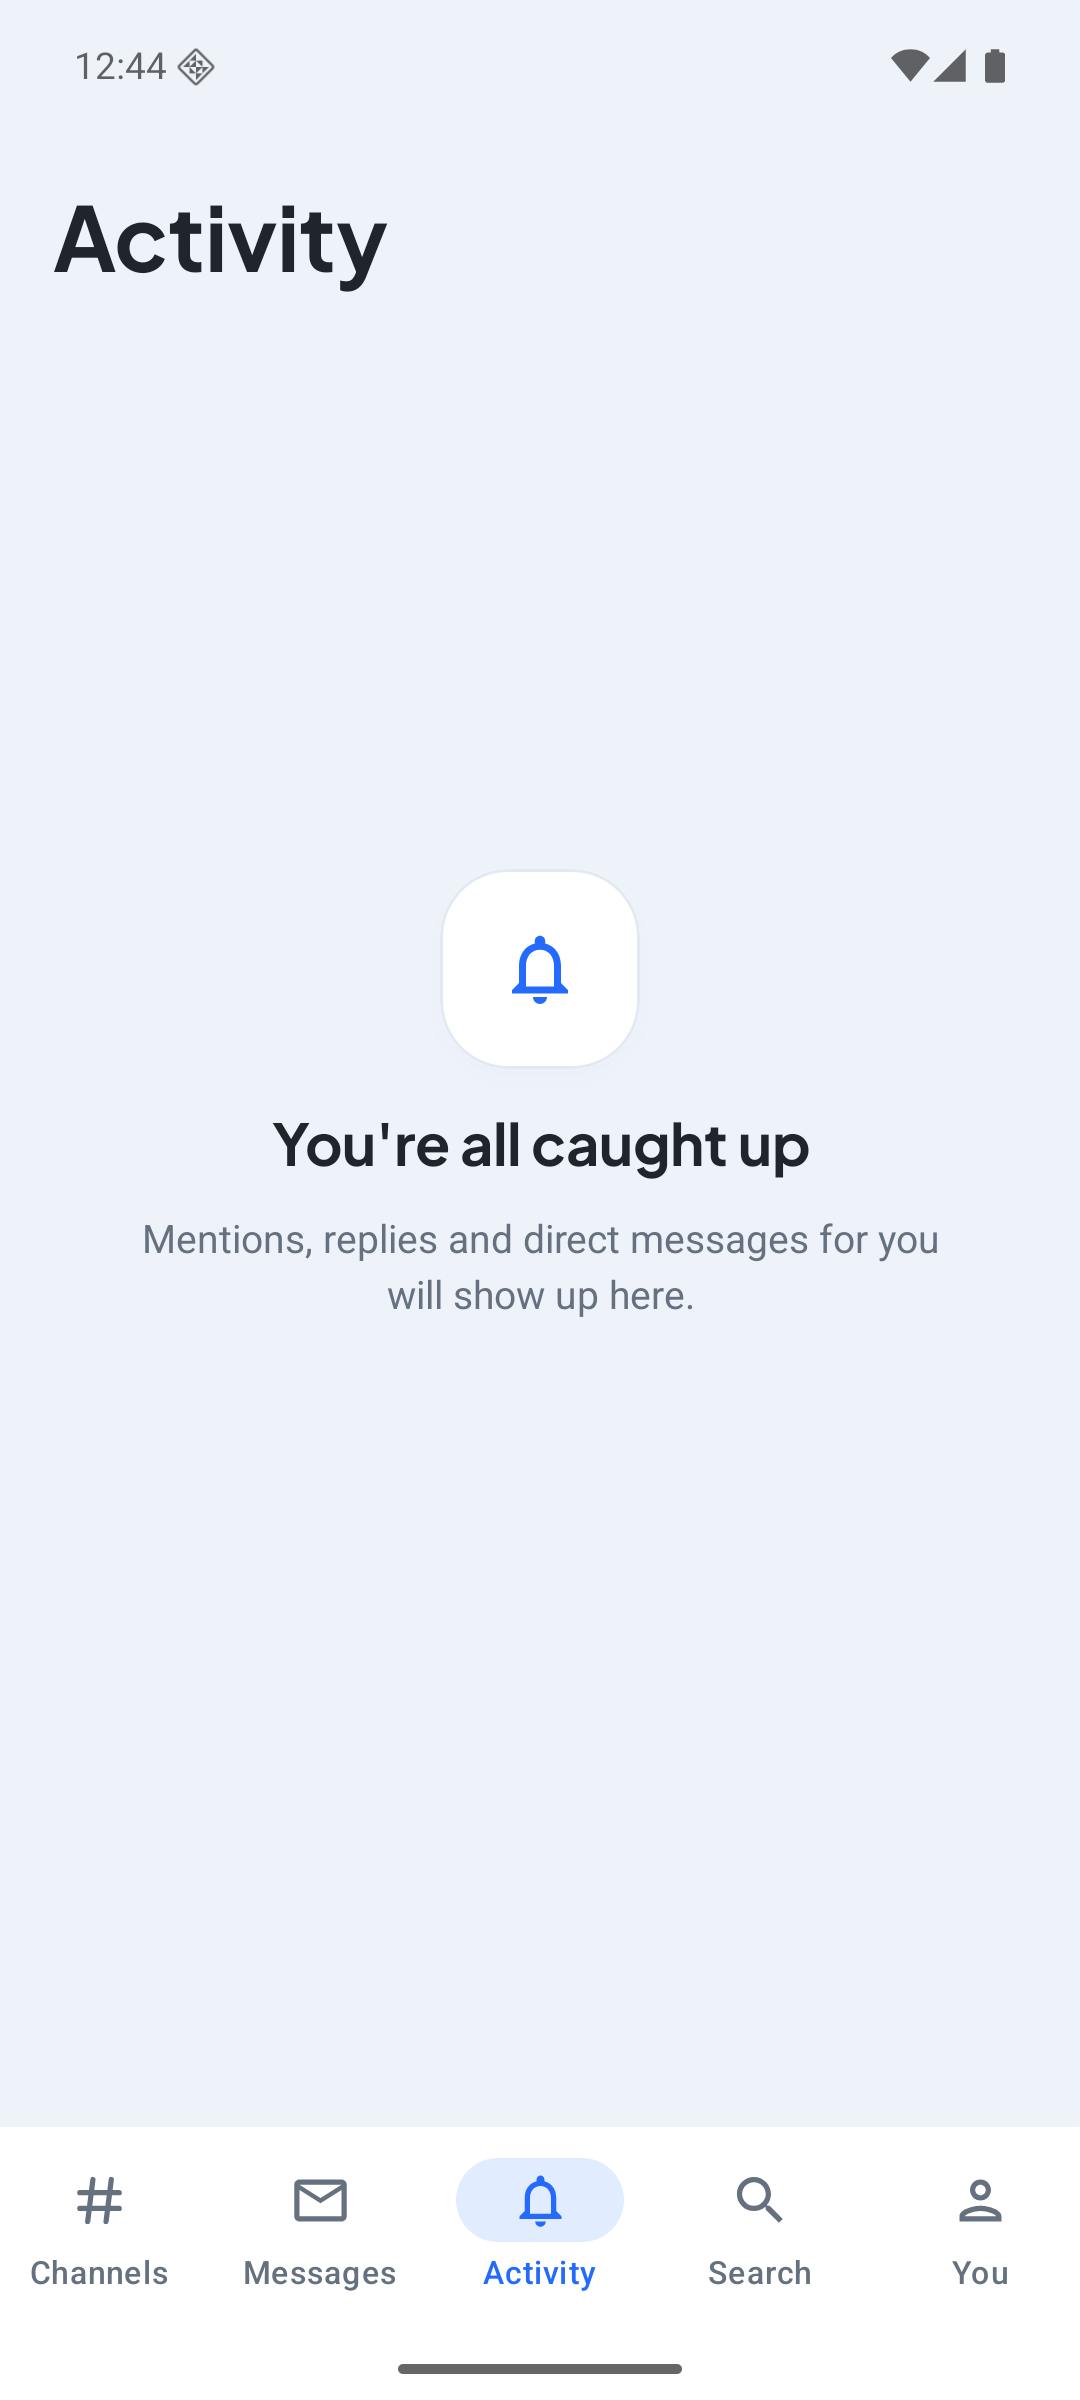 12:44
Activity
You're all caught up
Mentions, replies and direct messages for you
will show up here.
Channels
Messages
Activity
Search
You